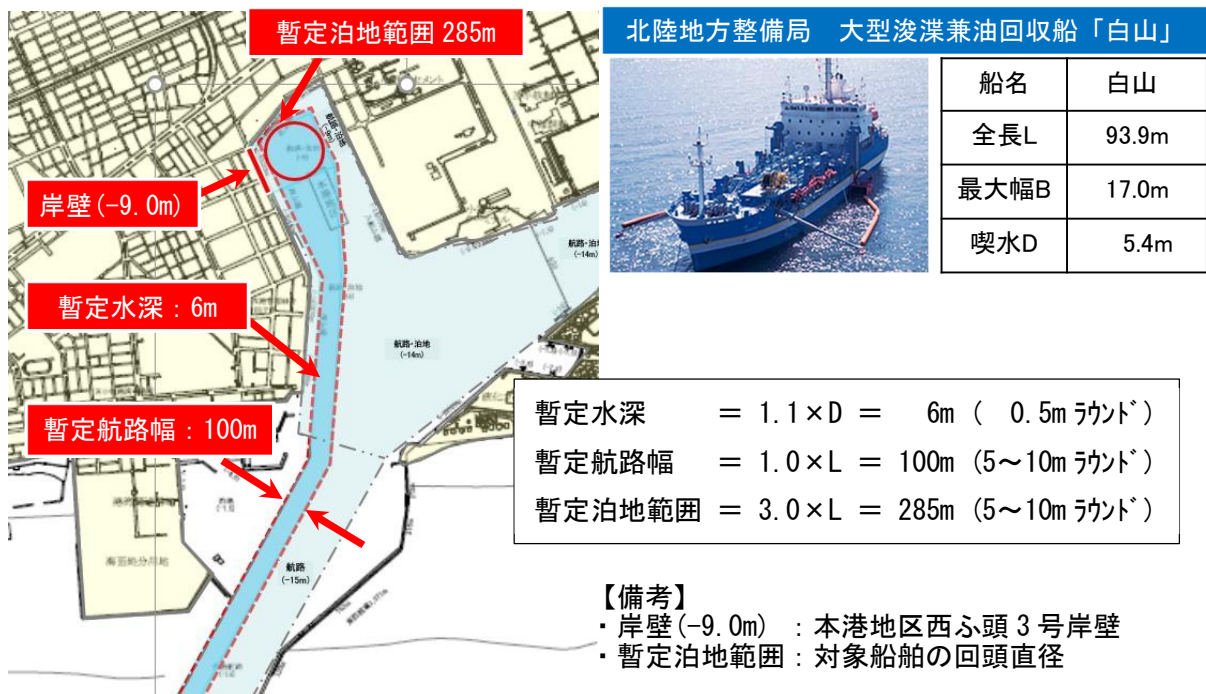 暫定泊地範囲 285m
岸壁(-9.0m)
暫定水深：6m
暫定航路幅：100m
航路・泊地
(-9m)
航路・泊地
(-14m)
航路・泊地
(-14m)
航路
(-15m)
北陸地方整備局　大型浚渫兼油回収船「白山」
船名 白山
全長L 93.9m
最大幅B 17.0m
喫水D 5.4m
暫定水深 ＝ 1.1×D ＝ 6m ( 0.5mﾗｳﾝﾄﾞ)
暫定航路幅 ＝ 1.0×L ＝ 100m (5～10mﾗｳﾝﾄﾞ)
暫定泊地範囲 ＝ 3.0×L ＝ 285m (5～10mﾗｳﾝﾄﾞ)
【備考】
・岸壁(-9.0m) ：本港地区西ふ頭3号岸壁
・暫定泊地範囲：対象船舶の回頭直径